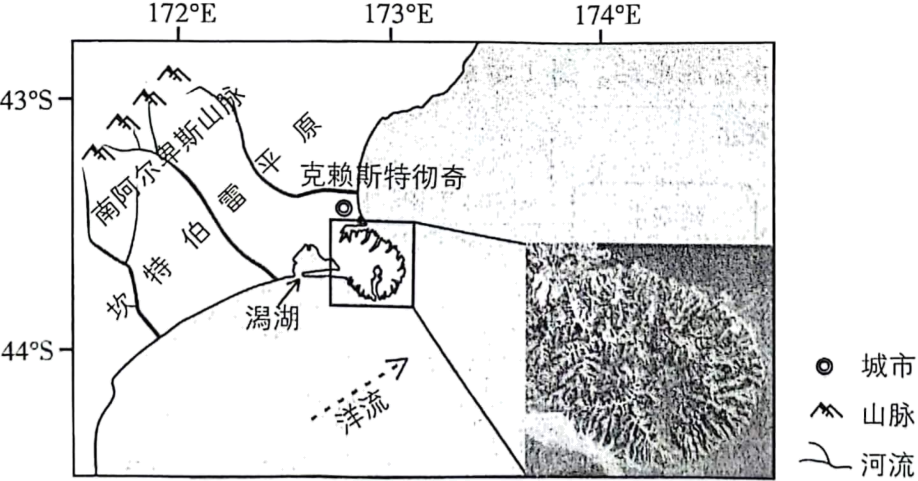 172°E 173°E 174°E
43°S
南阿尔卑斯山脉
坎特伯雷平原
克赖斯特彻奇
潟湖
44°S
洋流
城市
山脉
河流